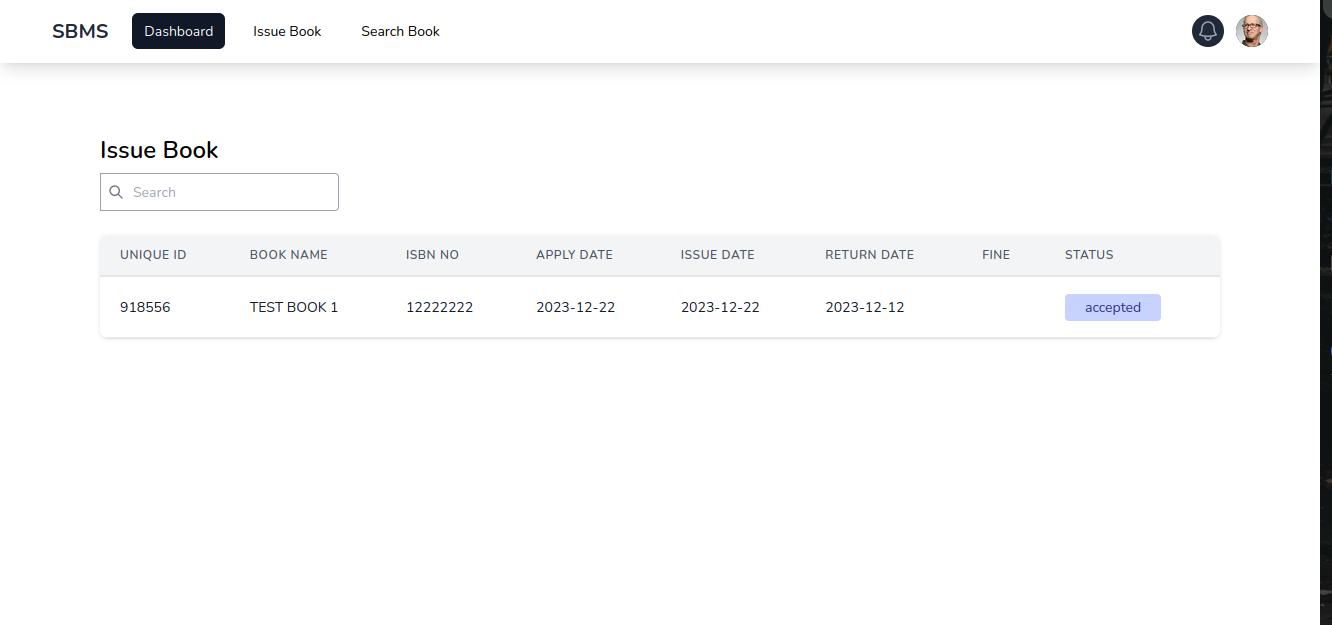 SBMS Dashboard Issue Book Search Book
Issue Book
Search
UNIQUE ID BOOK NAME ISBN NO APPLY DATE ISSUE DATE RETURN DATE FINE STATUS
918556 TEST BOOK 1 12222222 2023-12-22 2023-12-22 2023-12-12 accepted